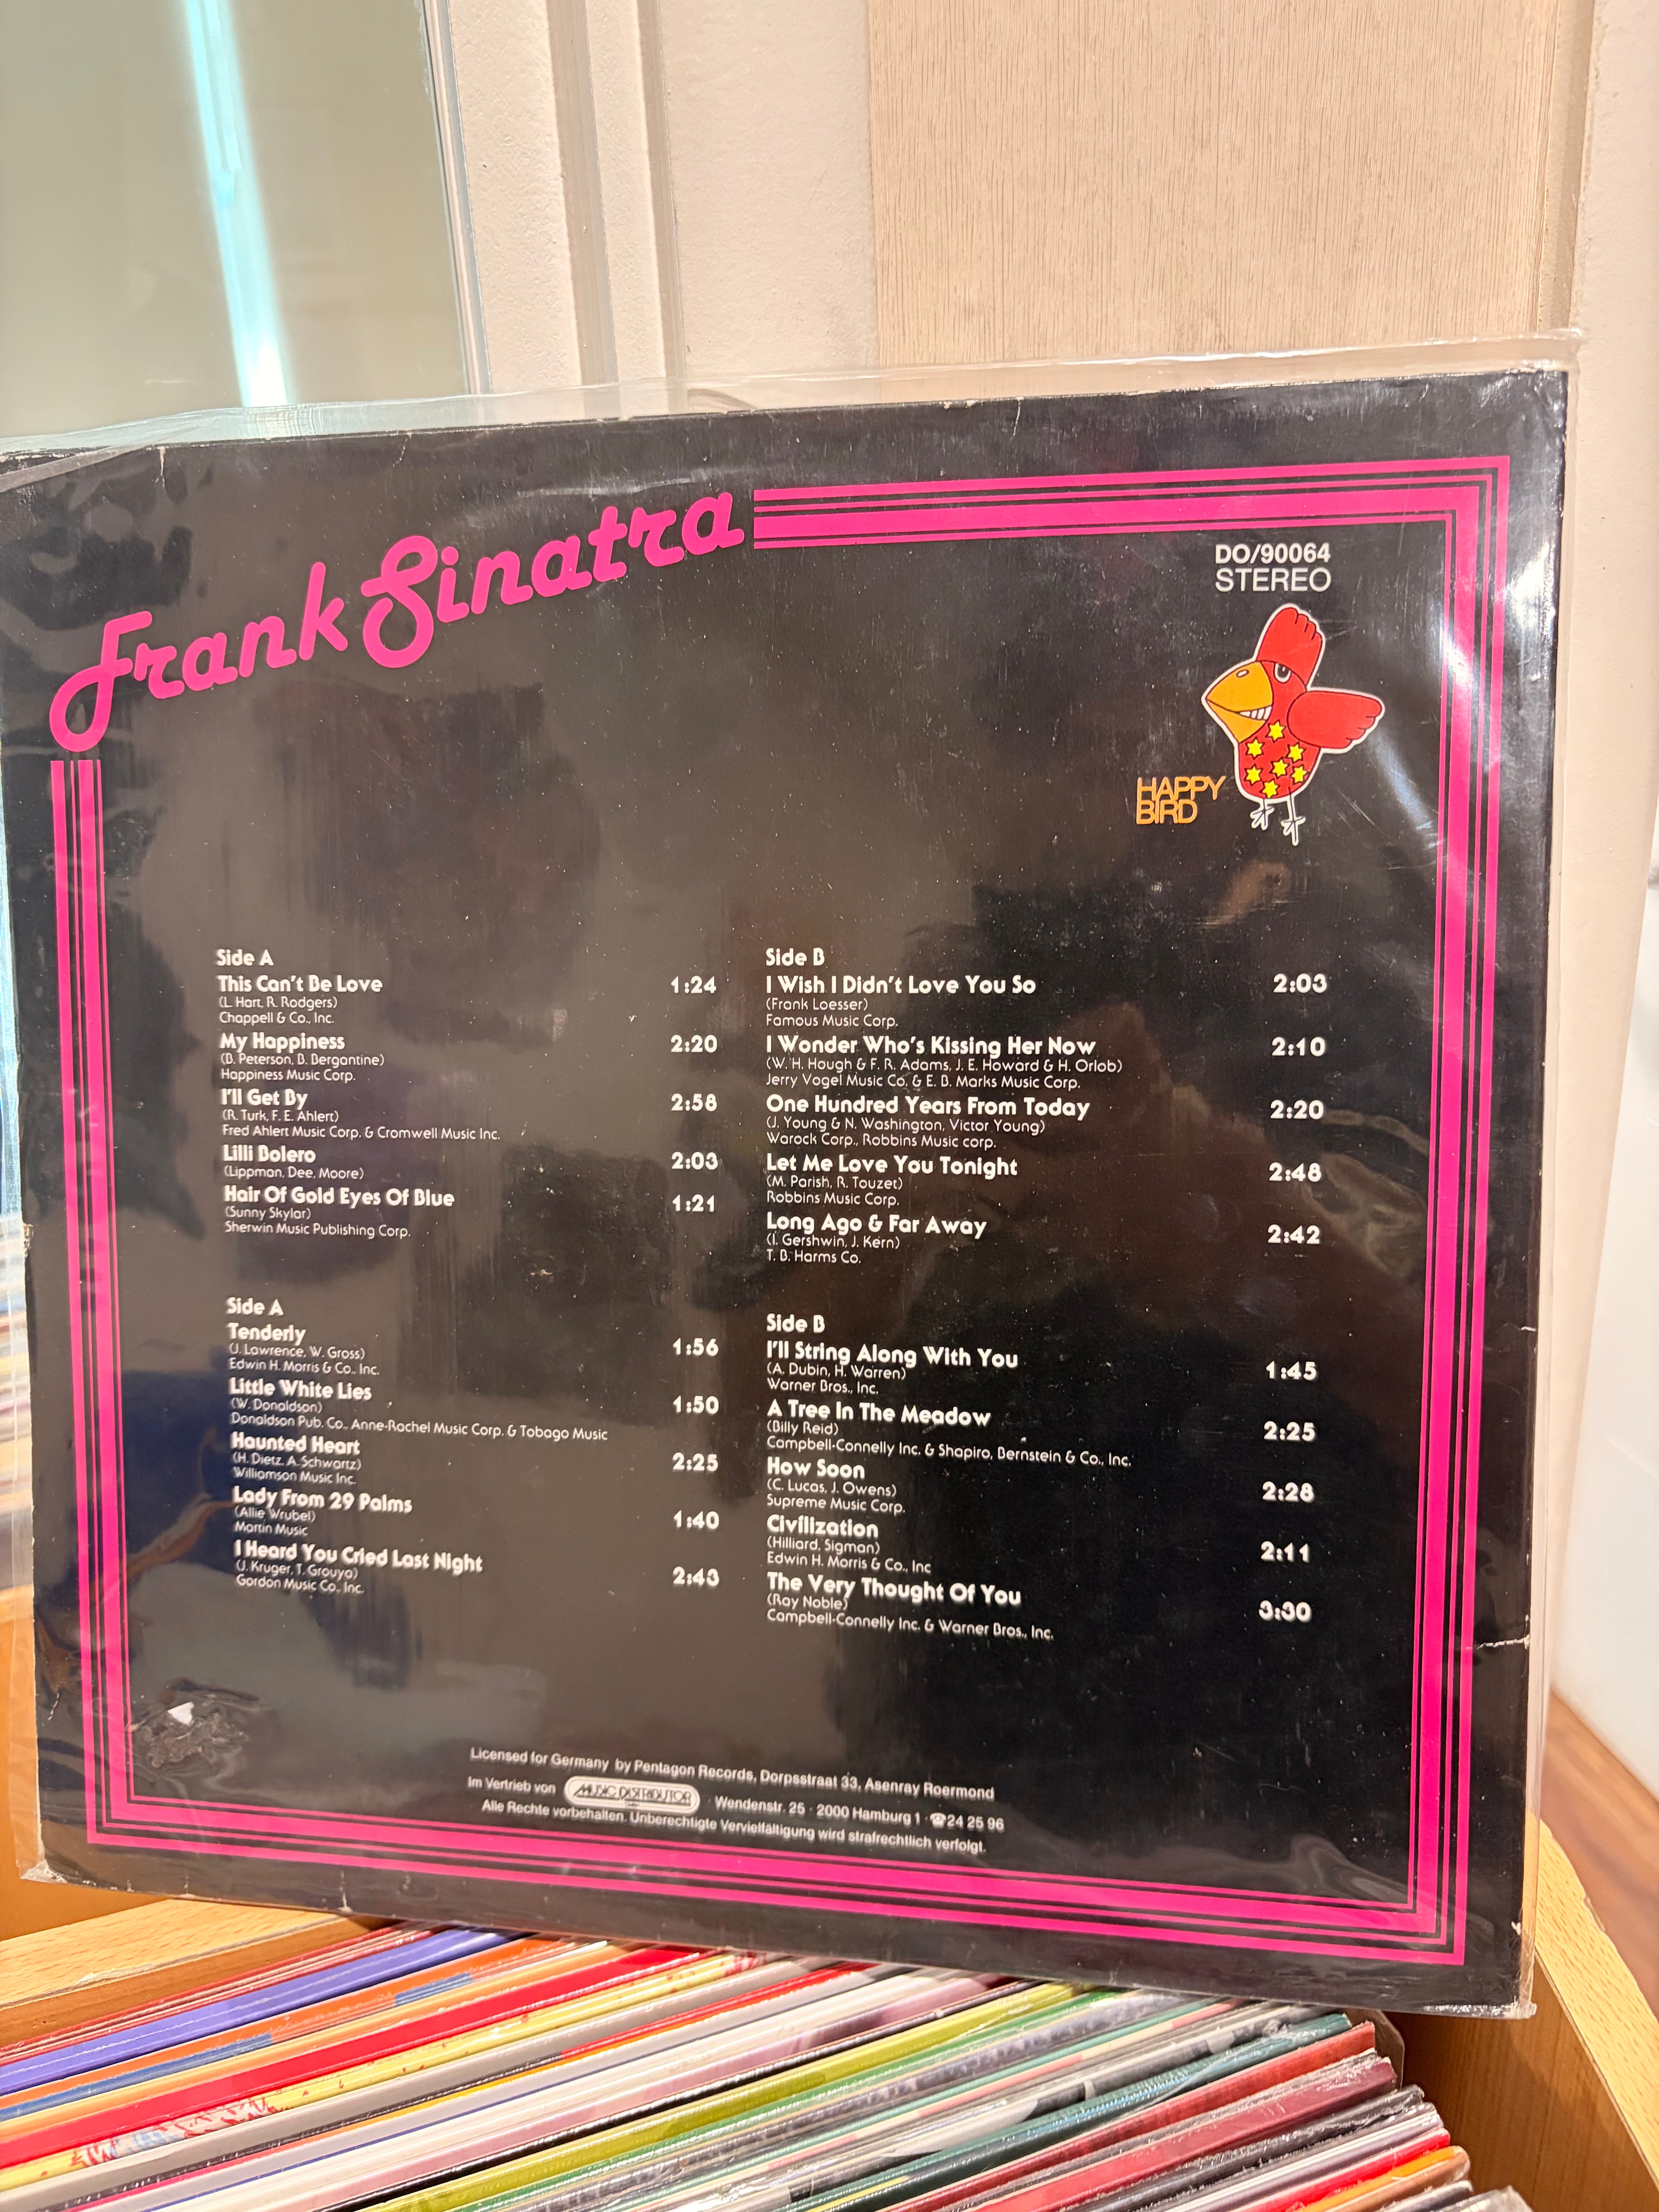 Frank Sinatra
DO/90064
STEREO
HAPPY
BIRD
Side A
This Can't Be Love 1:24
(L. Hart, R. Rodgers)
Chappell & Co., Inc.
My Happiness 2:20
(B. Peterson, B. Bergantine)
Happiness Music Corp.
I'll Get By 2:58
(R. Turk, F. E. Ahlert)
Fred Ahlert Music Corp. & Cromwell Music Inc.
Lilli Bolero 2:03
(Lippman, Dee, Moore)
Hair Of Gold Eyes Of Blue 1:21
(Sunny Skylar)
Sherwin Music Publishing Corp.
Side B
I Wish I Didn't Love You So 2:03
(Frank Loesser)
Famous Music Corp.
I Wonder Who's Kissing Her Now 2:10
(W. H. Hough & F. R. Adams, J. E. Howard & H. Orlob)
Jerry Vogel Music Co. & E. B. Marks Music Corp.
One Hundred Years From Today 2:20
(J. Young & N. Washington, Victor Young)
Warock Corp., Robbins Music corp.
Let Me Love You Tonight 2:48
(M. Parish, R. Touzet)
Robbins Music Corp.
Long Ago & Far Away 2:42
(I. Gershwin, J. Kern)
T. B. Harms Co.
Side A
Tenderly 1:56
(J. Lawrence, W. Gross)
Edwin H. Morris & Co., Inc.
Little White Lies 1:50
(W. Donaldson)
Donaldson Pub. Co., Anne-Rachel Music Corp. & Tobago Music
Haunted Heart 2:25
(H. Dietz, A. Schwartz)
Williamson Music Inc.
Lady From 29 Palms 1:40
(Allie Wrubel)
Martin Music
I Heard You Cried Last Night 2:43
(J. Kruger, T. Grouya)
Gordon Music Co., Inc.
Side B
I'll String Along With You 1:45
(A. Dubin, H. Warren)
Warner Bros., Inc.
A Tree In The Meadow 2:25
(Billy Reid)
Campbell-Connelly Inc. & Shapiro, Bernstein & Co., Inc.
How Soon 2:28
(C. Lucas, J. Owens)
Supreme Music Corp.
Civilization 2:11
(Hilliard, Sigman)
Edwin H. Morris & Co., Inc
The Very Thought Of You 3:30
(Ray Noble)
Campbell-Connelly Inc. & Warner Bros., Inc.
Licensed for Germany by Pentagon Records, Dorpsstraat 33, Asenray Roermond
Im Vertrieb von MUSIC DISTRIBUTOR · Wendenstr. 25 · 2000 Hamburg 1 · ☎ 24 25 96
Alle Rechte vorbehalten. Unberechtigte Vervielfältigung wird strafrechtlich verfolgt.